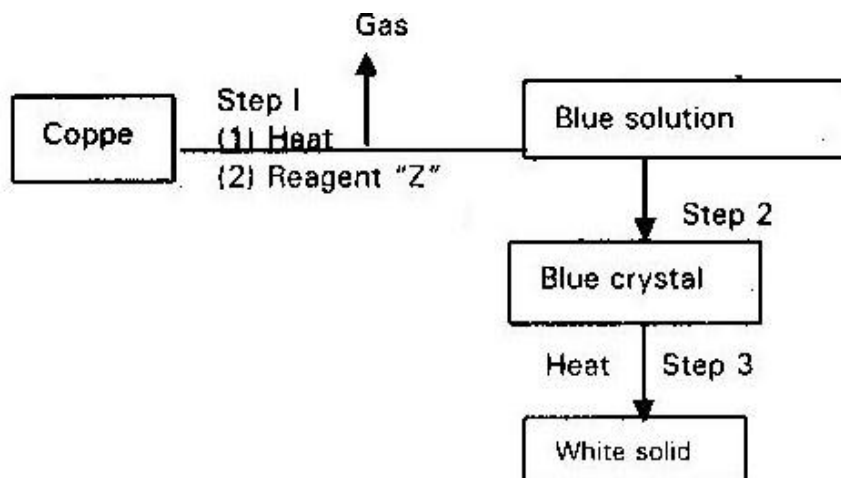 Gas
Step I
(1) Heat
(2) Reagent "Z"
Coppe
Blue solution
Step 2
Blue crystal
Heat
Step 3
White solid